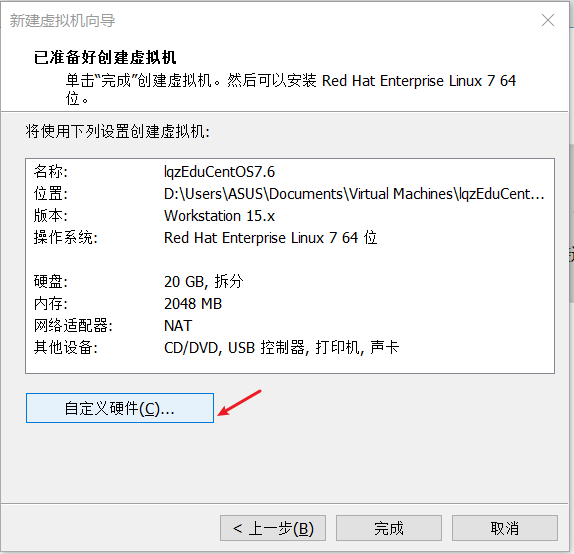 新建虚拟机向导
已准备好创建虚拟机
单击“完成”创建虚拟机。然后可以安装 Red Hat Enterprise Linux 7 64
位。
将使用下列设置创建虚拟机:
名称: lqzEduCentOS7.6
位置: D:\Users\ASUS\Documents\Virtual Machines\lqzEduCent...
版本: Workstation 15.x
操作系统: Red Hat Enterprise Linux 7 64 位
硬盘: 20 GB, 拆分
内存: 2048 MB
网络适配器: NAT
其他设备: CD/DVD, USB 控制器, 打印机, 声卡
自定义硬件(C)...
< 上一步(B) 完成 取消